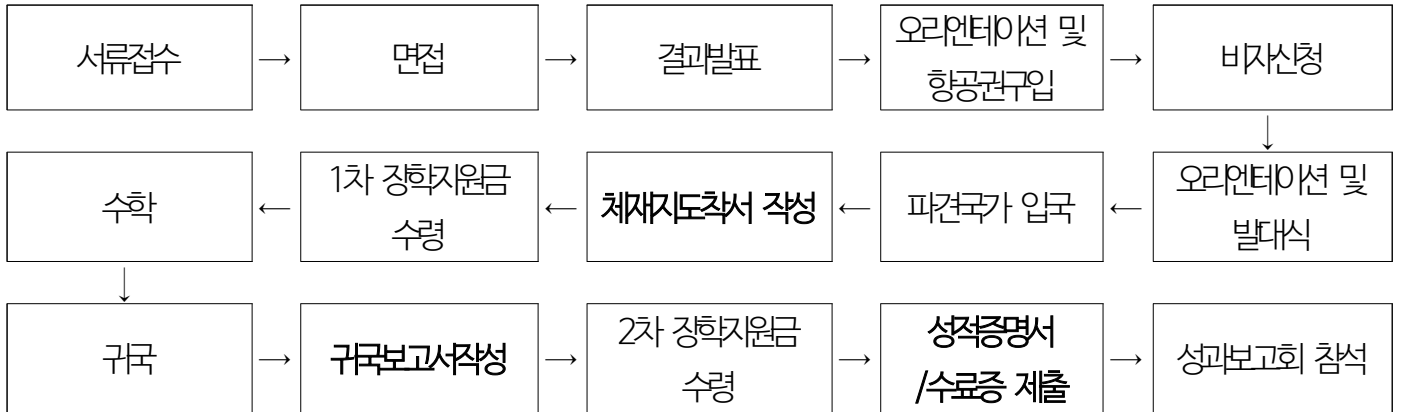 서류접수 → 면접 → 결과발표 → 오리엔테이션 및
항공권구입 → 비자신청
↓
오리엔테이션 및
발대식
← 파견국가 입국
← 체재지도착서 작성
← 1차 장학지원금
수령
← 수학
↓
귀국 → 귀국보고서작성 → 2차 장학지원금
수령 → 성적증명서
/수료증 제출 → 성과보고회 참석